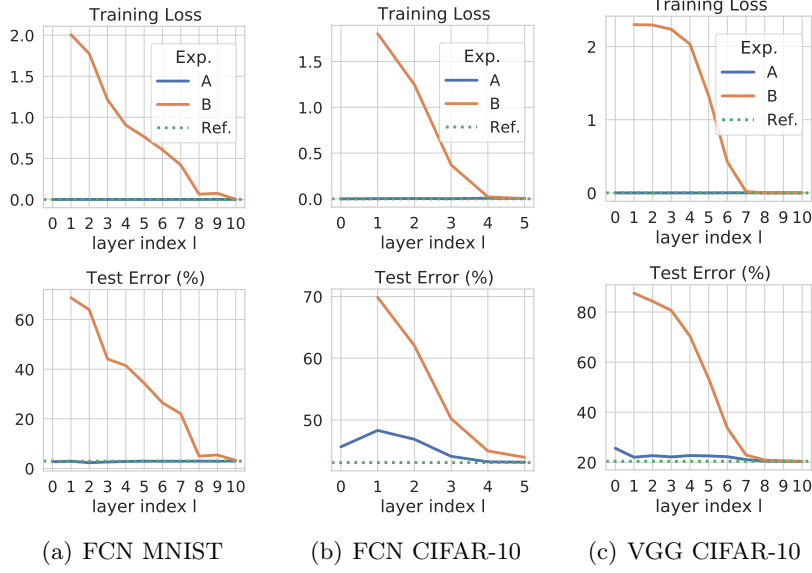 Training Loss
2.0
1.5
1.0
0.5
0.0
Exp.
A
B
Ref.
0 1 2 3 4 5 6 7 8 9 10
layer index l
Training Loss
1.5
1.0
0.5
0.0
Exp.
A
B
Ref.
0 1 2 3 4 5
layer index l
Training Loss
2
1
0
Exp.
A
B
Ref.
0 1 2 3 4 5 6 7 8 9 10
layer index l
Test Error (%)
60
40
20
0
0 1 2 3 4 5 6 7 8 9 10
layer index l
Test Error (%)
70
60
50
0 1 2 3 4 5
layer index l
Test Error (%)
80
60
40
20
0 1 2 3 4 5 6 7 8 9 10
layer index l
(a) FCN MNIST
(b) FCN CIFAR-10
(c) VGG CIFAR-10